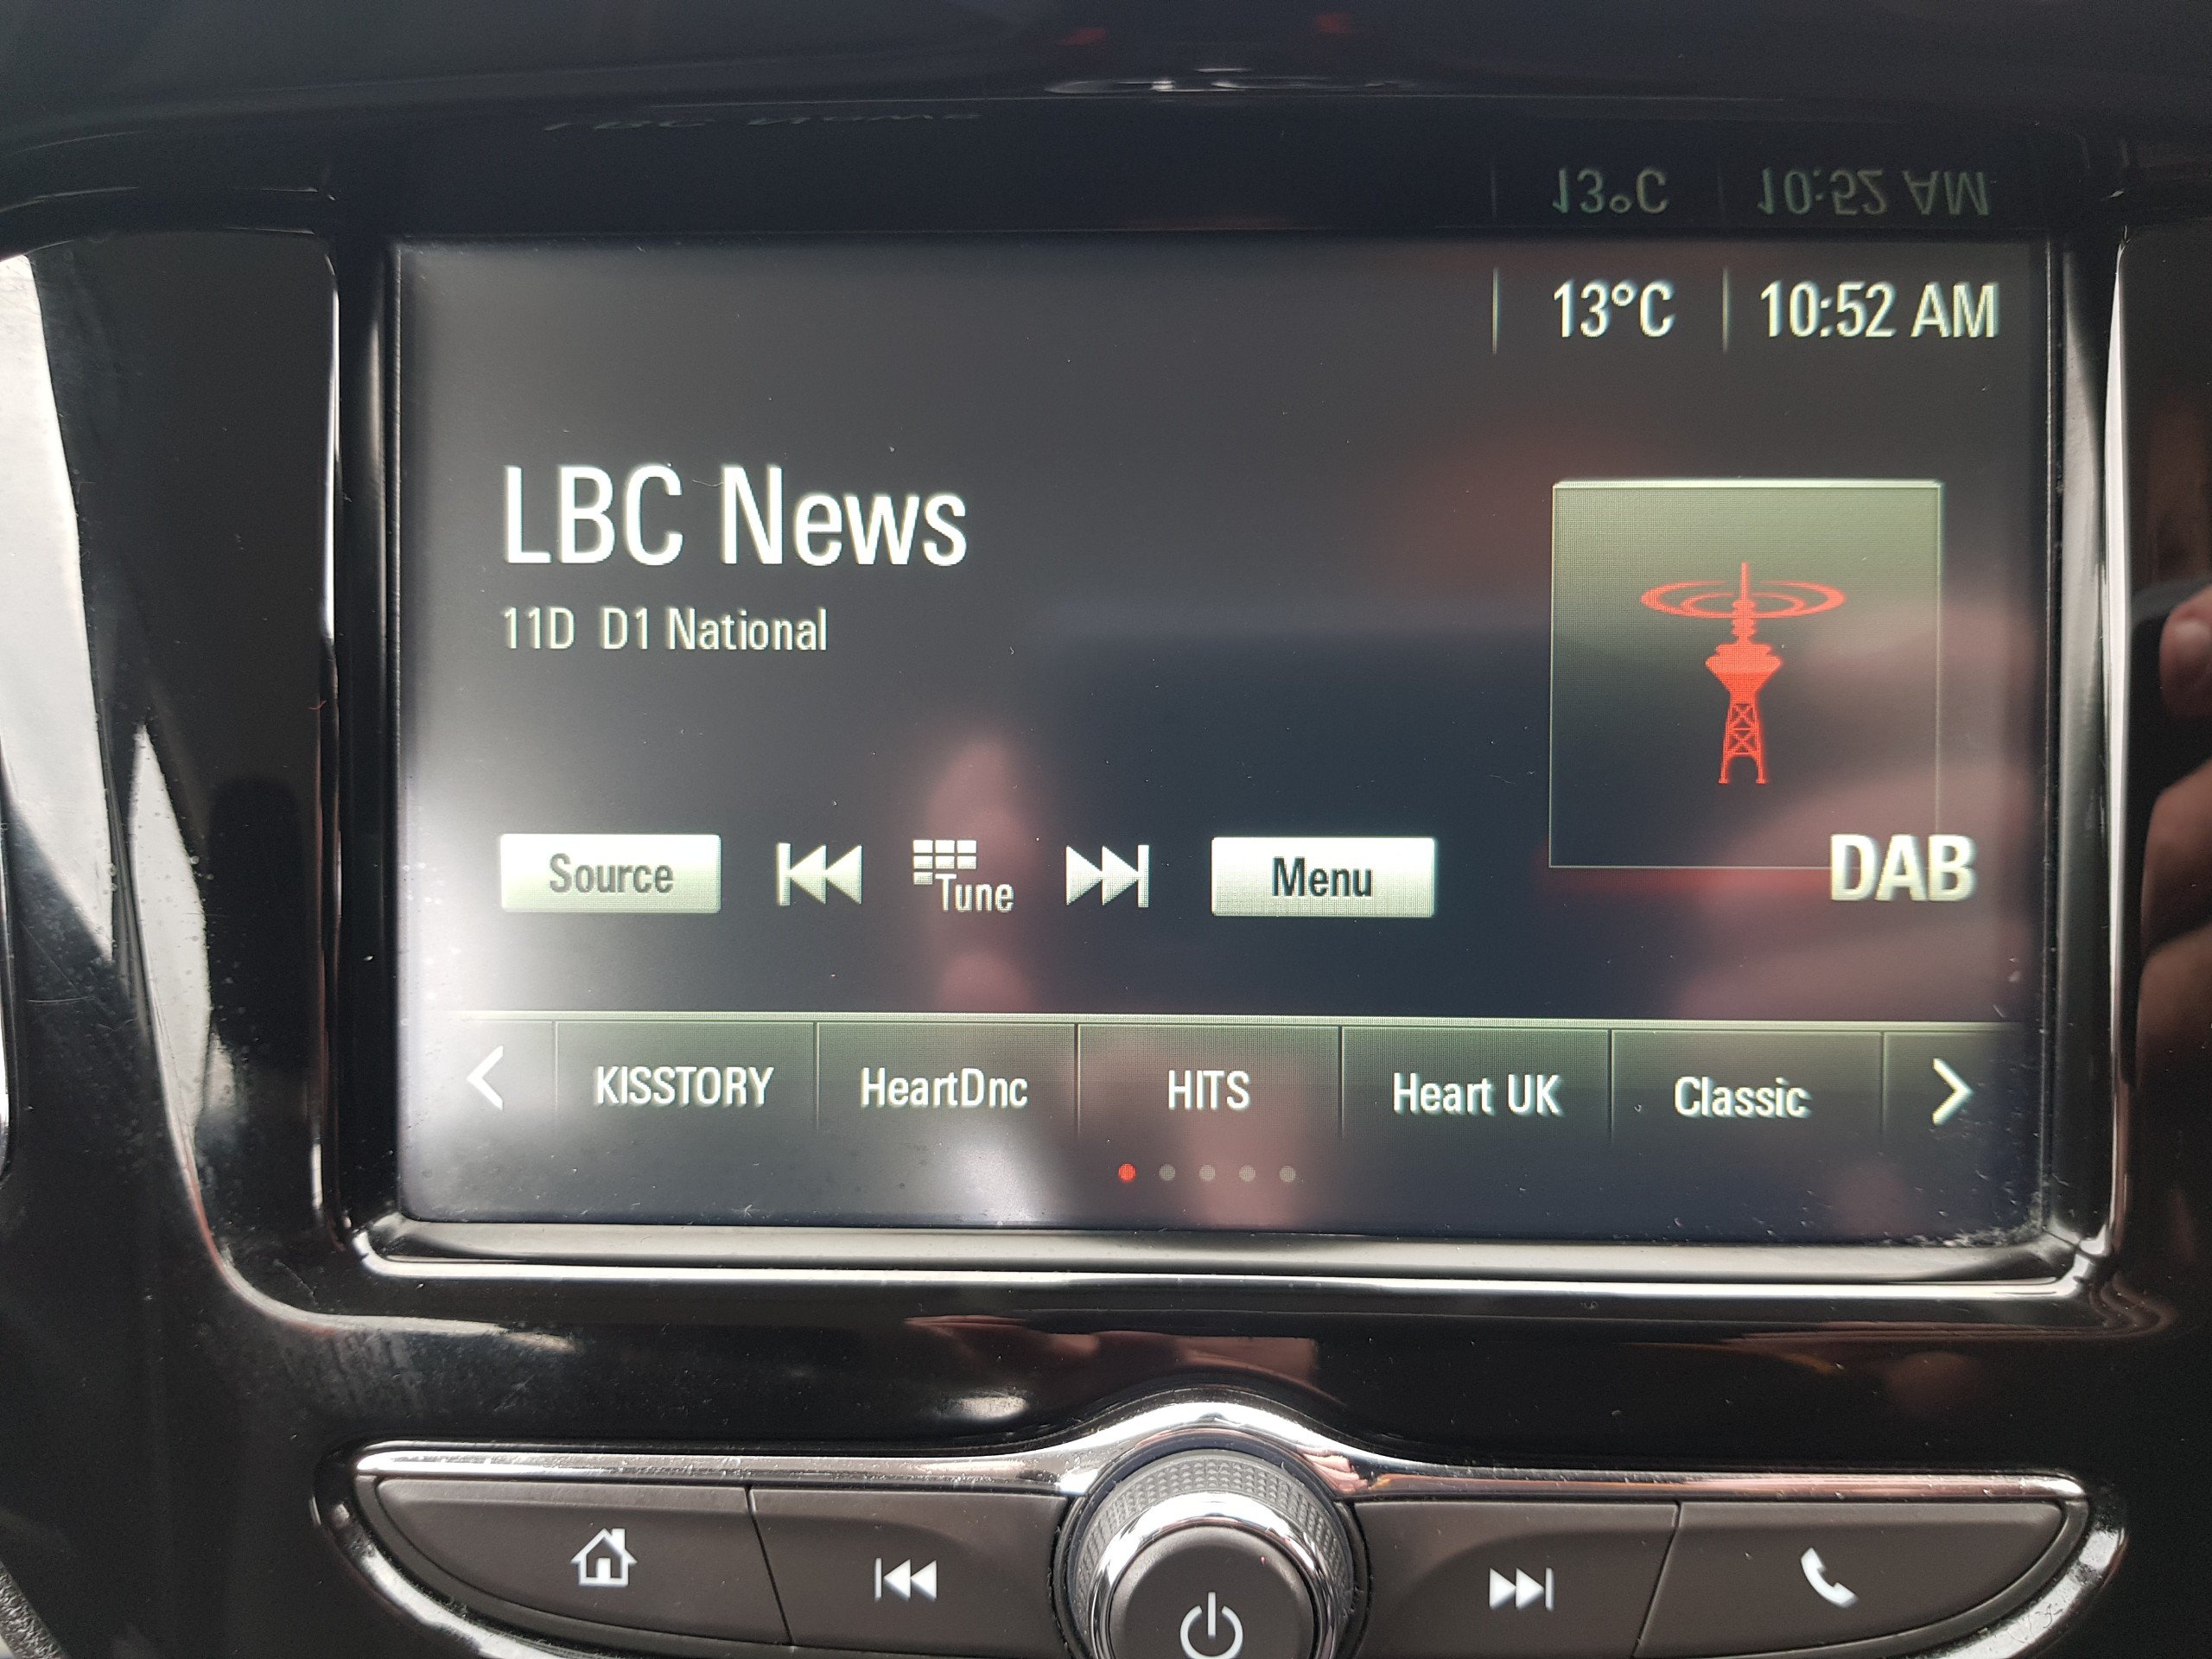 13°C 10:52 AM
LBC News
11D D1 National
DAB
Source Tune Menu
KISSTORY HeartDnc HITS Heart UK Classic